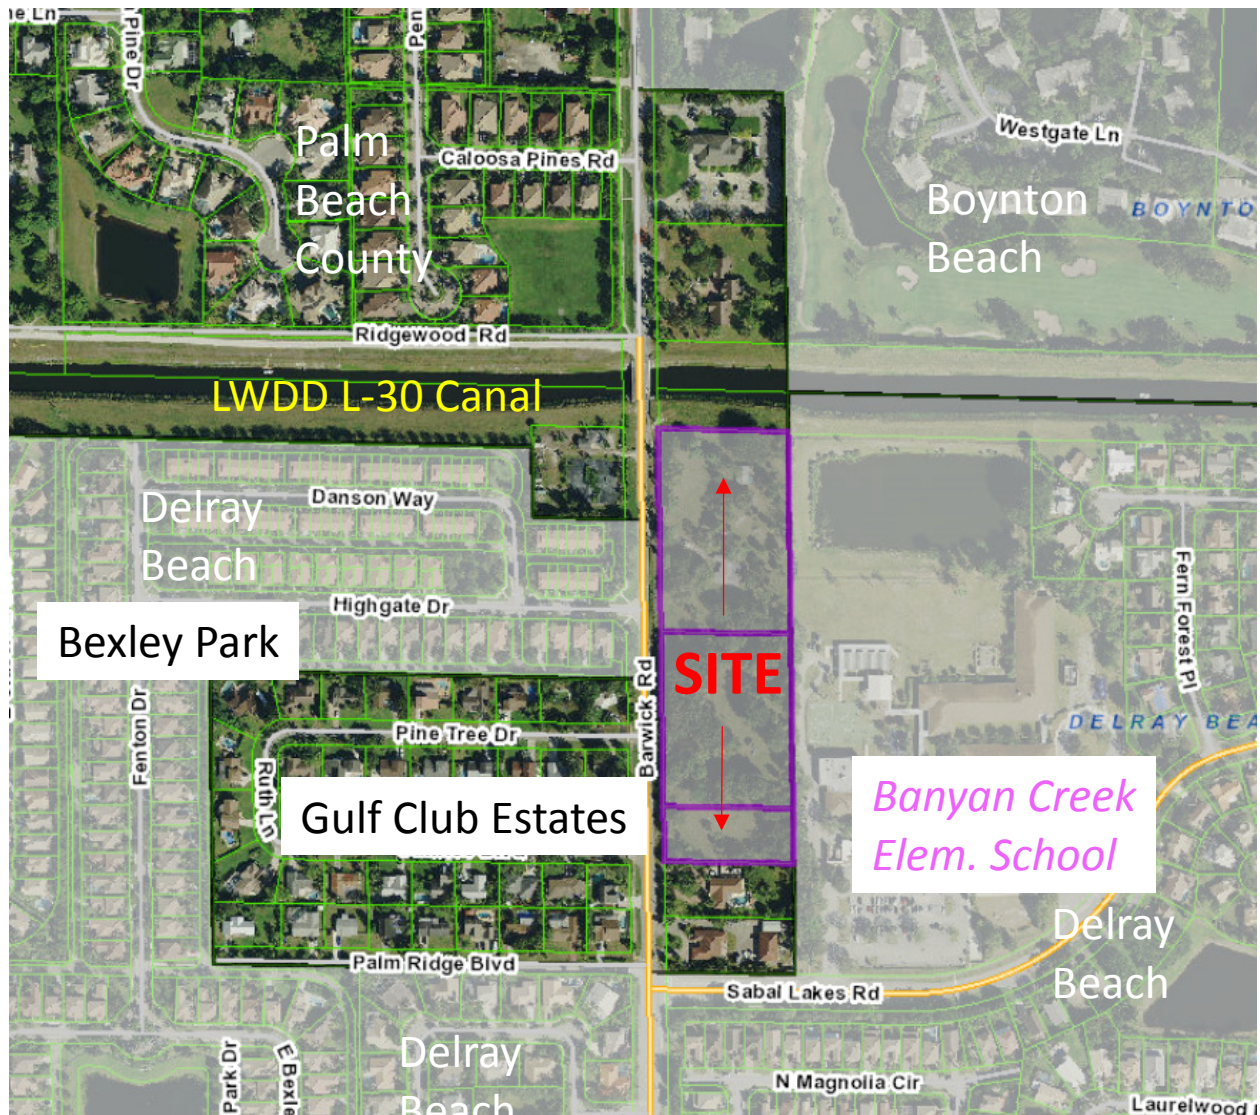 ne Ln
Pine Dr
Pen
Palm
Beach
County
Caloosa Pines Rd
Westgate Ln
Boynton
Beach
BOYNTO
Ridgewood Rd
LWDD L-30 Canal
Delray
Beach
Danson Way
Highgate Dr
Bexley Park
Fern Forest Pl
SITE
Barwick Rd
Fenton Dr
Pine Tree Dr
Ruth Ln
DELRAY BEA
Gulf Club Estates
Banyan Creek
Elem. School
Delray
Beach
Palm Ridge Blvd
Sabal Lakes Rd
Delray
Beach
Park Dr
E Bexle
N Magnolia Cir
Laurelwood